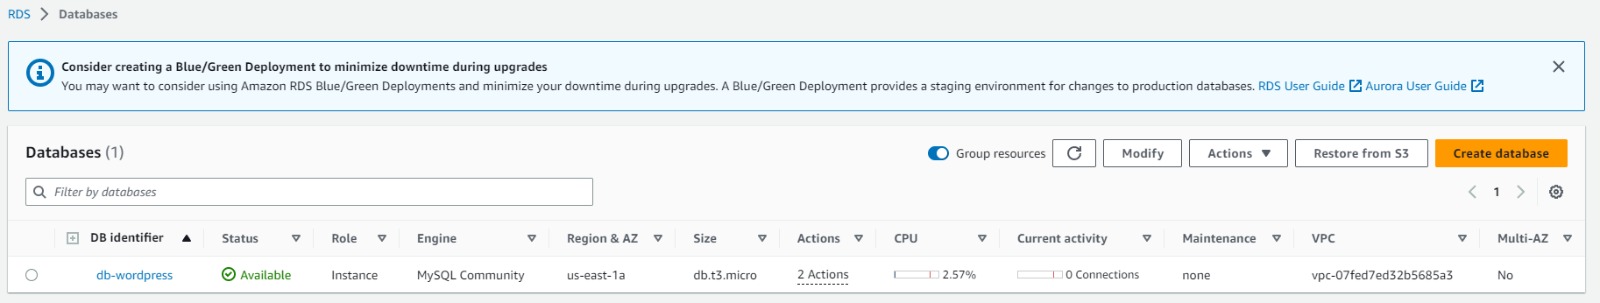 RDS > Databases
Consider creating a Blue/Green Deployment to minimize downtime during upgrades
You may want to consider using Amazon RDS Blue/Green Deployments and minimize your downtime during upgrades. A Blue/Green Deployment provides a staging environment for changes to production databases. RDS User Guide Aurora User Guide
Databases (1) Group resources Modify Actions Restore from S3 Create database
Filter by databases 1
DB identifier Status Role Engine Region & AZ Size Actions CPU Current activity Maintenance VPC Multi-AZ
db-wordpress Available Instance MySQL Community us-east-1a db.t3.micro 2 Actions 2.57% 0 Connections none vpc-07fed7ed32b5685a3 No